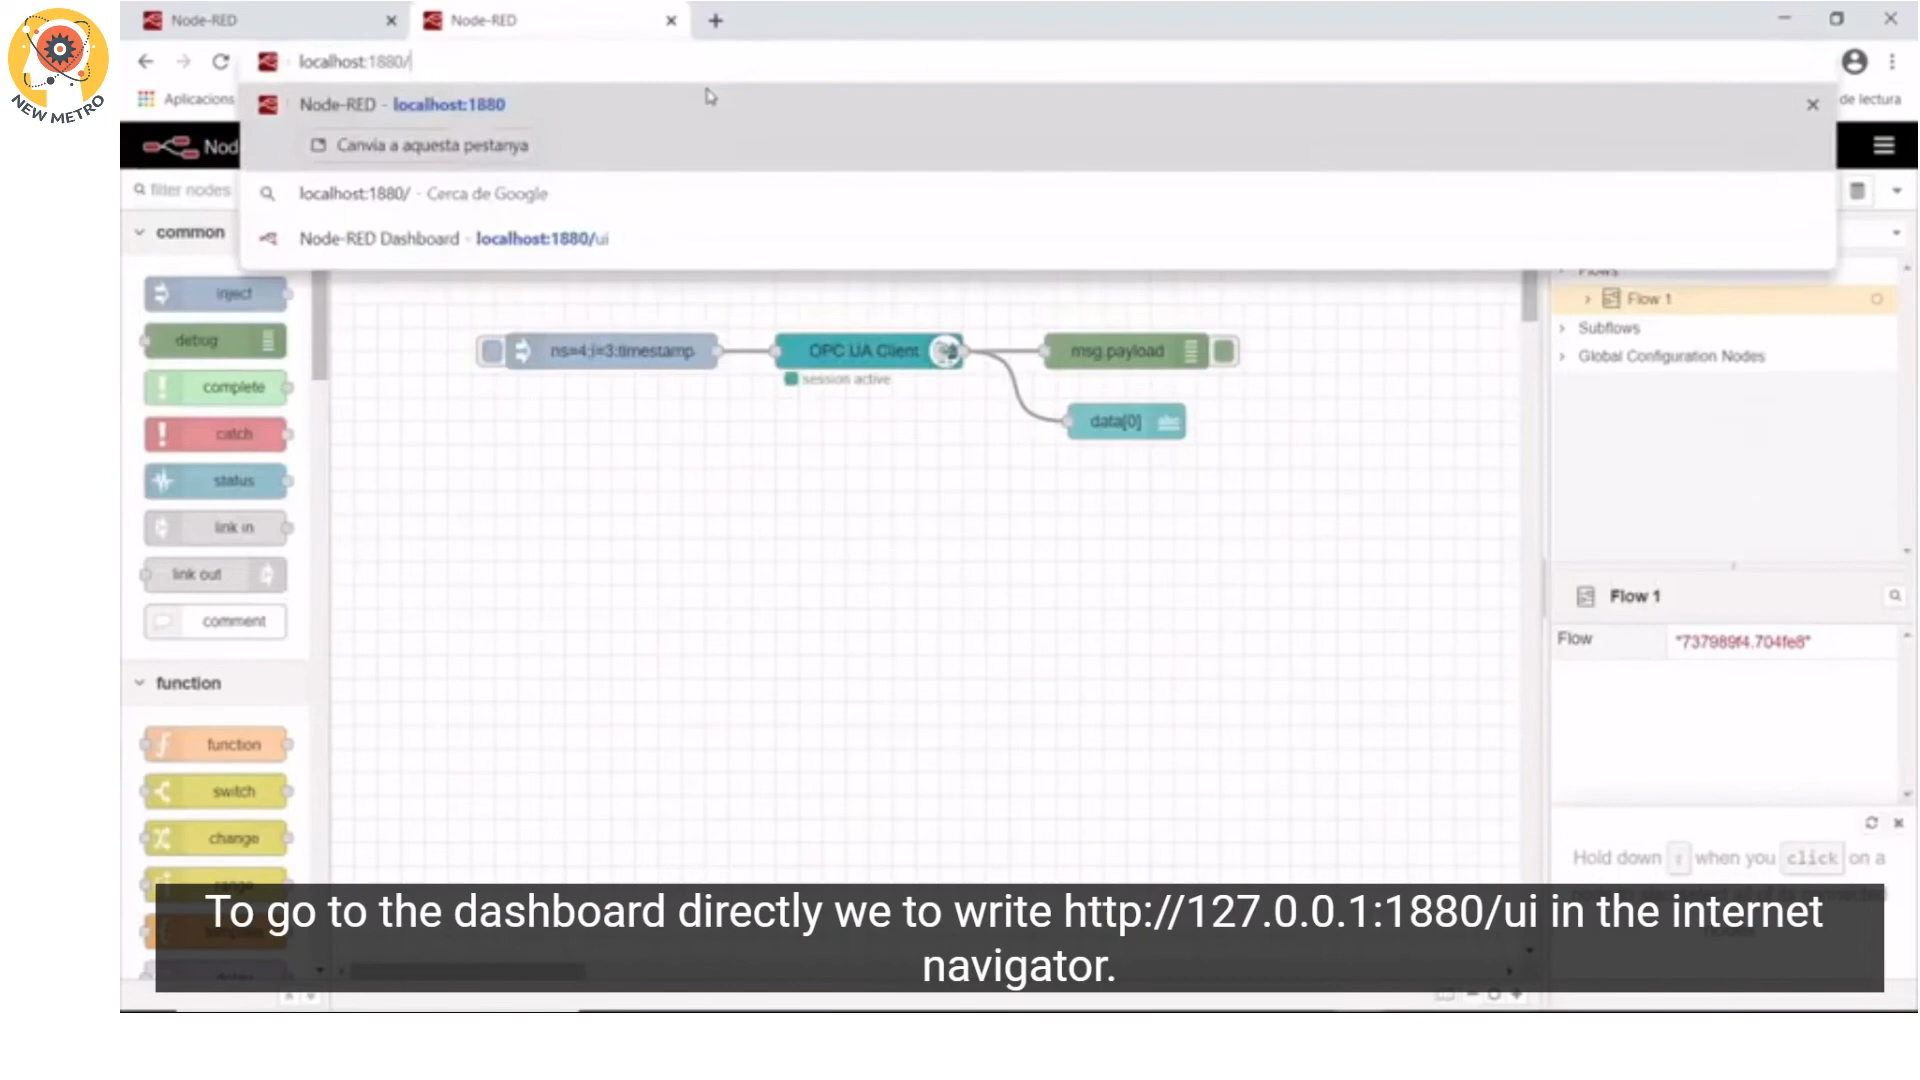 Node-RED
Node-RED
NEW METRO
localhost:1880/
Aplicacions
de lectura
Node-RED - localhost:1880
Canvia a aquesta pestanya
localhost:1880/ - Cerca de Google
Node-RED Dashboard - localhost:1880/ui
Nod
filter nodes
common
inject
debug
complete
catch
status
link in
link out
comment
function
function
switch
change
range
ns=4;i=3:timestamp
OPC UA Client
session active
msg.payload
data[0]
abc
Flows
Flow 1
Subflows
Global Configuration Nodes
Flow 1
Flow
"737989f4.704fe8"
Hold down when you click on a
To go to the dashboard directly we to write http://127.0.0.1:1880/ui in the internet
navigator.